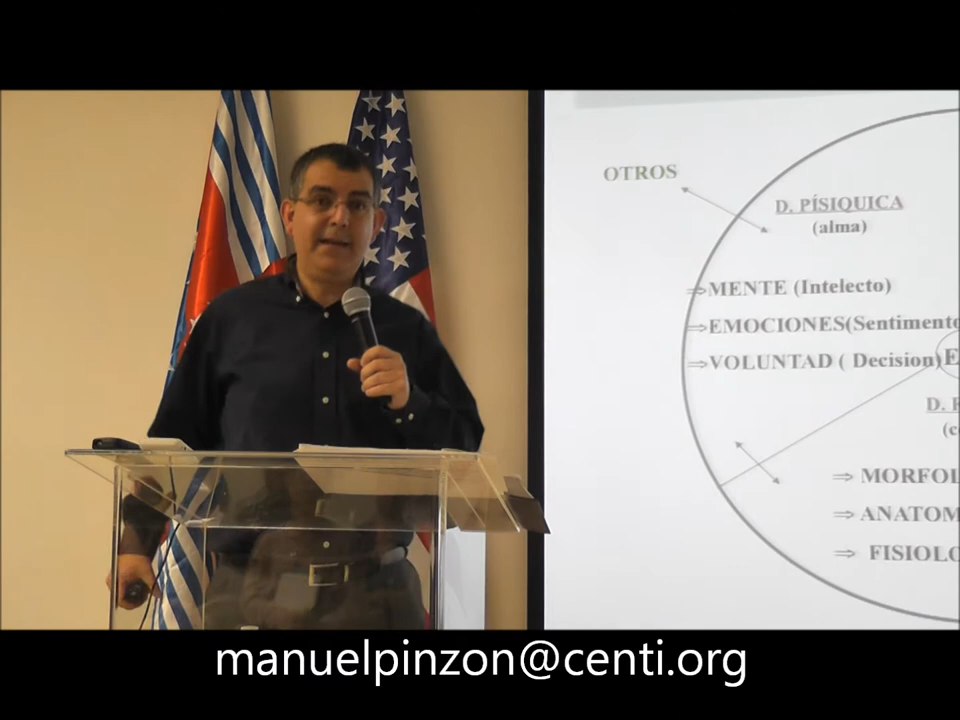 OTROS
D. PÍSIQUICA
(alma)
⇒MENTE (Intelecto)
⇒EMOCIONES(Sentimento
⇒VOLUNTAD ( Decision)
⇒ MORFOL
⇒ ANATOM
⇒ FISIOLO
manuelpinzon@centi.org